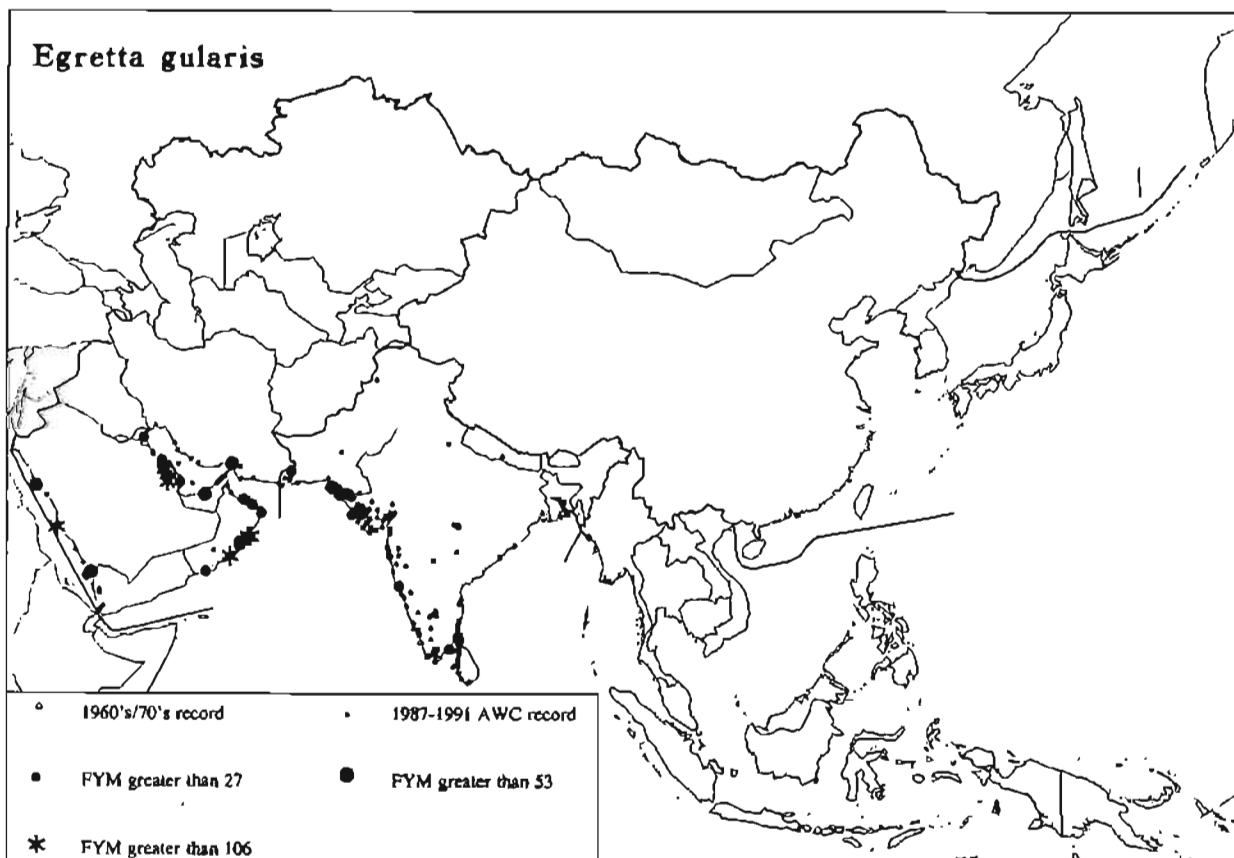 Egretta gularis
1960's/70's record
1987-1991 AWC record
FYM greater than 27
FYM greater than 53
FYM greater than 106